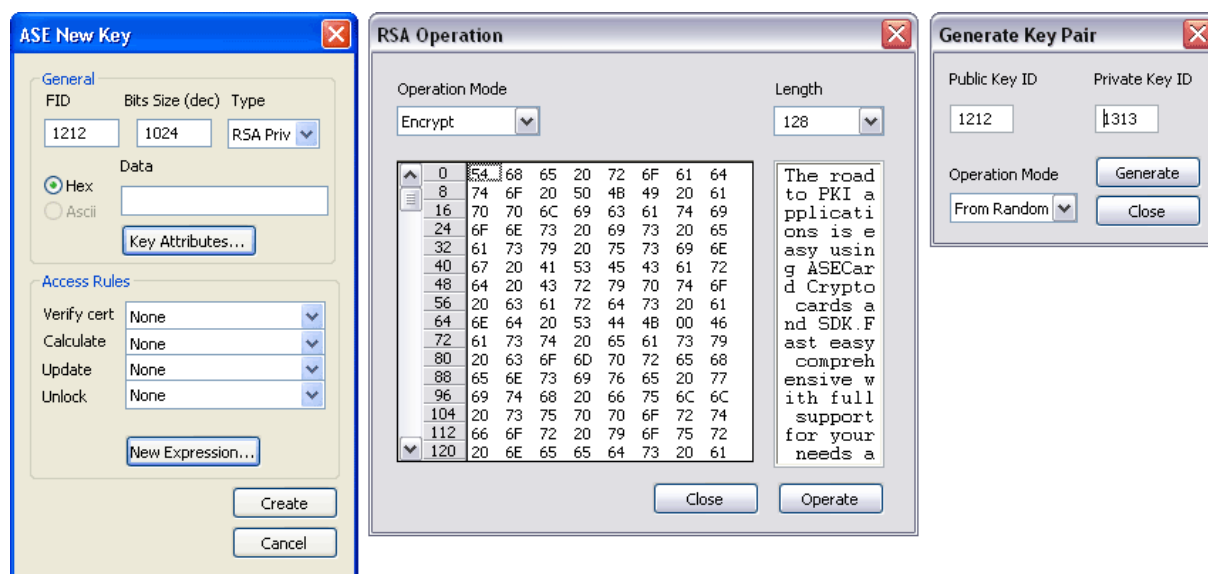 ASE New Key
General
FID Bits Size (dec) Type
1212 1024 RSA Priv
Data
Hex
Ascii
Key Attributes...
Access Rules
Verify cert None
Calculate None
Update None
Unlock None
New Expression...
Create
Cancel
RSA Operation
Operation Mode Length
Encrypt 128
0 54 68 65 20 72 6F 61 64 The road
8 74 6F 20 50 4B 49 20 61 to PKI a
16 70 70 6C 69 63 61 74 69 pplicati
24 6F 6E 73 20 69 73 20 65 ons is e
32 61 73 79 20 75 73 69 6E asy usin
40 67 20 41 53 45 43 61 72 g ASECar
48 64 20 43 72 79 70 74 6F d Crypto
56 20 63 61 72 64 73 20 61 cards a
64 6E 64 20 53 44 4B 00 46 nd SDK.F
72 61 73 74 20 65 61 73 79 ast easy
80 20 63 6F 6D 70 72 65 68 compreh
88 65 6E 73 69 76 65 20 77 ensive w
96 69 74 68 20 66 75 6C 6C ith full
104 20 73 75 70 70 6F 72 74 support
112 66 6F 72 20 79 6F 75 72 for your
120 20 6E 65 65 64 73 20 61 needs a
Close Operate
Generate Key Pair
Public Key ID Private Key ID
1212 1313
Operation Mode Generate
From Random Close